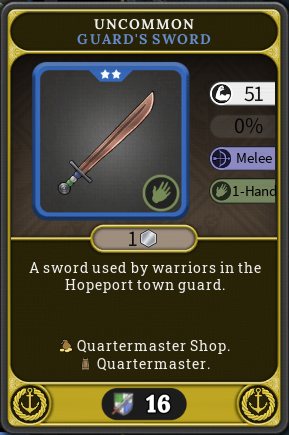 UNCOMMON
GUARD'S SWORD
51
0%
Melee
1-Hand
1
A sword used by warriors in the
Hopeport town guard.
Quartermaster Shop.
Quartermaster.
16